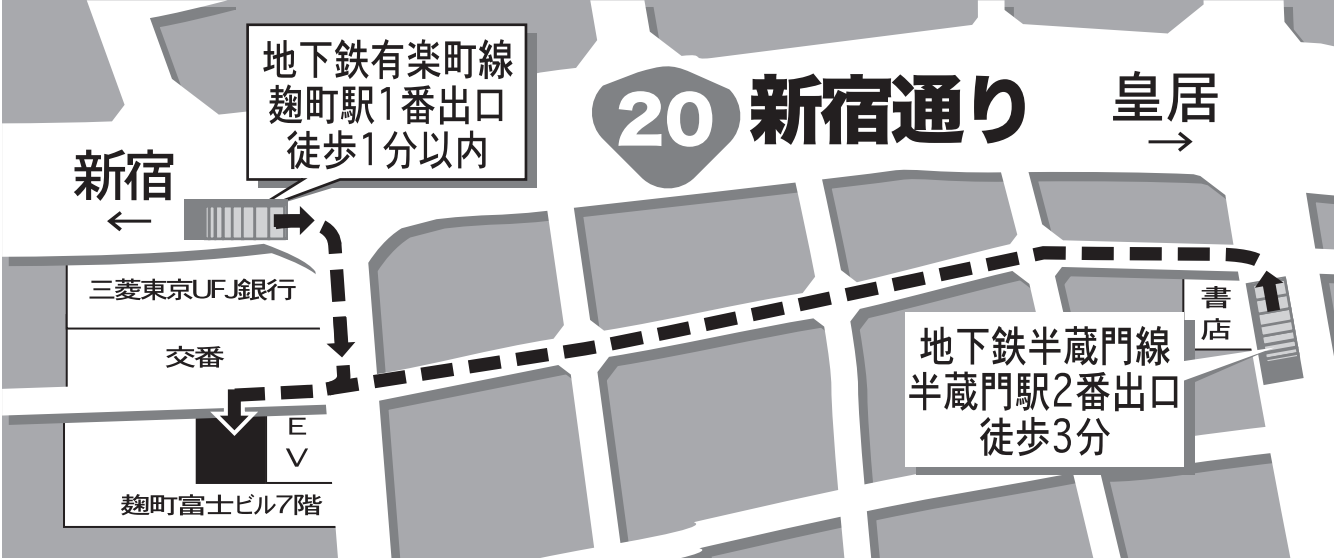 地下鉄有楽町線
麹町駅1番出口
徒歩1分以内
20
新宿通り
皇居
→
新宿
←
三菱東京UFJ銀行
交番
書
店
地下鉄半蔵門線
半蔵門駅2番出口
徒歩3分
E
V
麹町富士ビル7階